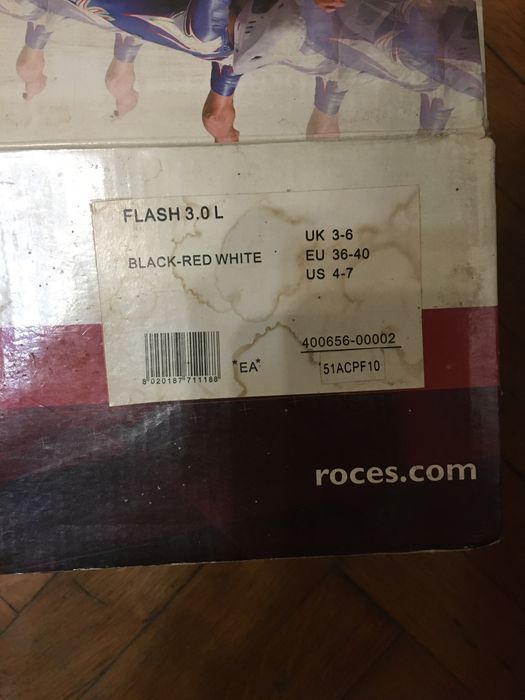 FLASH 3.0 L
BLACK-RED WHITE
UK 3-6
EU 36-40
US 4-7
400656-00002
51ACPF10
*EA*
8 020187 711188
roces.com